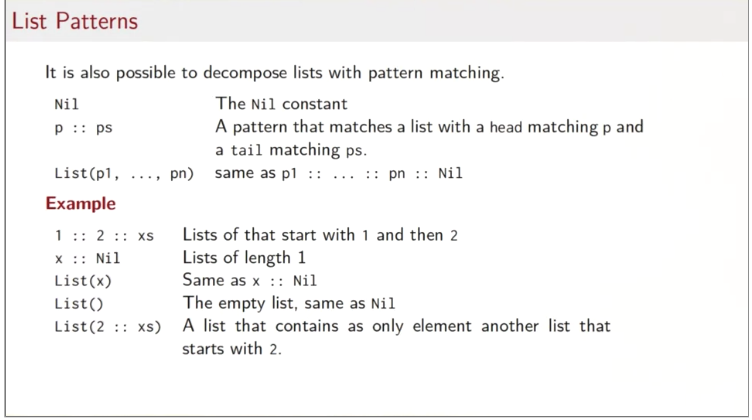 List Patterns
It is also possible to decompose lists with pattern matching.
Nil The Nil constant
p :: ps A pattern that matches a list with a head matching p and
a tail matching ps.
List(p1, ..., pn) same as p1 :: ... :: pn :: Nil
Example
1 :: 2 :: xs Lists of that start with 1 and then 2
x :: Nil Lists of length 1
List(x) Same as x :: Nil
List() The empty list, same as Nil
List(2 :: xs) A list that contains as only element another list that
starts with 2.